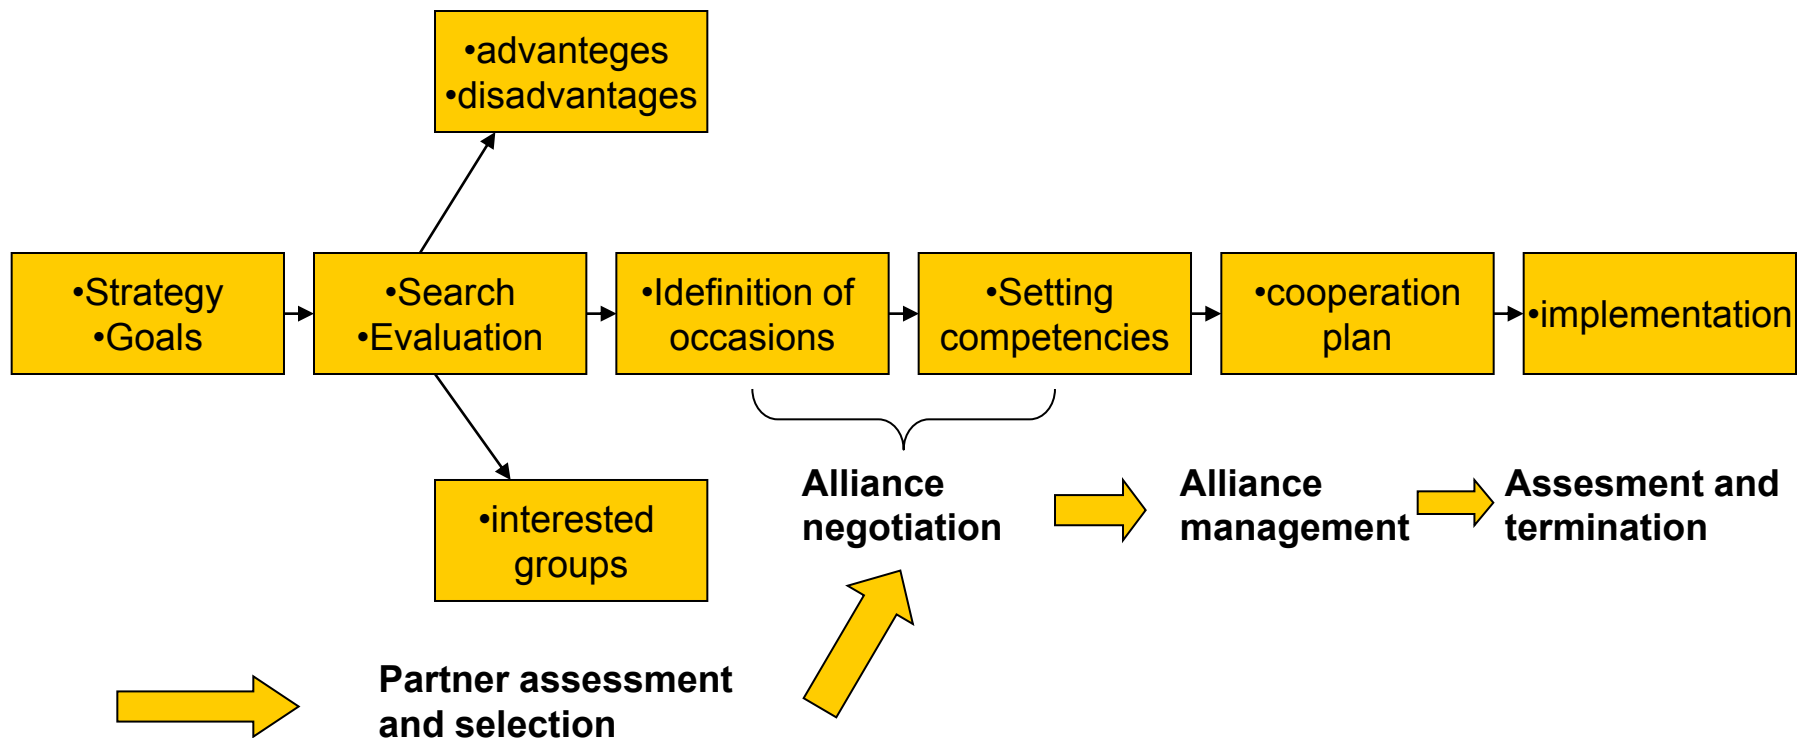 •advanteges
•disadvantages
•Strategy
•Goals
•Search
•Evaluation
•Idefinition of
occasions
•Setting
competencies
•cooperation
plan
•implementation
•interested
groups
Alliance
negotiation
Alliance
management
Assesment and
termination
Partner assessment
and selection